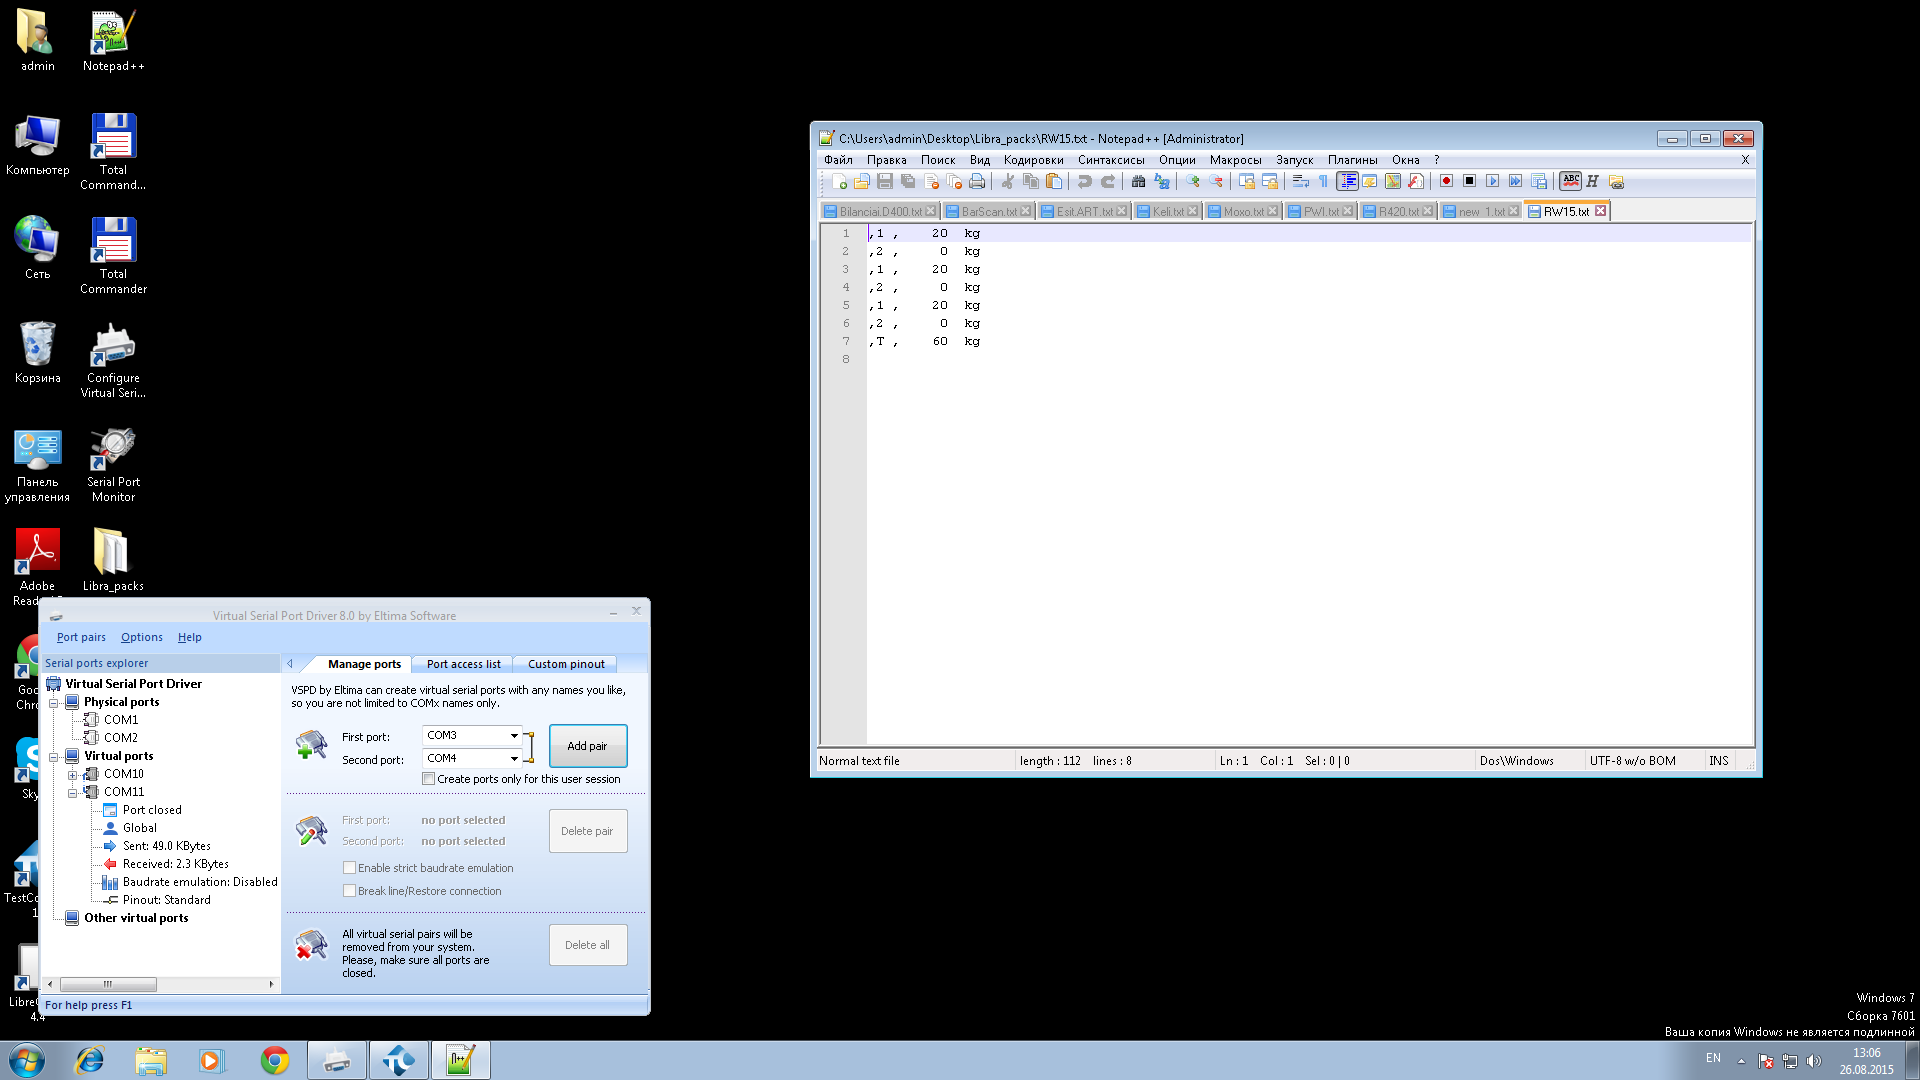 admin
Notepad++
Компьютер
Total
Command...
Сеть
Total
Commander
Корзина
Configure
Virtual Seri...
Панель
управления
Serial Port
Monitor
Adobe
Libra_packs
C:\Users\admin\Desktop\Libra_packs\RW15.txt - Notepad++ [Administrator]
Файл Правка Поиск Вид Кодировки Синтаксисы Опции Макросы Запуск Плагины Окна ? X
Bilanciai.D400.txt BarScan.txt Esit.ART.txt Keli.txt Moxo.txt PWI.txt R420.txt new 1.txt RW15.txt
1 ,1 , 20 kg
2 ,2 , 0 kg
3 ,1 , 20 kg
4 ,2 , 0 kg
5 ,1 , 20 kg
6 ,2 , 0 kg
7 ,T , 60 kg
8
Normal text file length : 112 lines : 8 Ln : 1 Col : 1 Sel : 0 | 0 Dos\Windows UTF-8 w/o BOM INS
Virtual Serial Port Driver 8.0 by Eltima Software
Port pairs Options Help
Serial ports explorer
Virtual Serial Port Driver
Physical ports
COM1
COM2
Virtual ports
COM10
COM11
Port closed
Global
Sent: 49.0 KBytes
Received: 2.3 KBytes
Baudrate emulation: Disabled
Pinout: Standard
Other virtual ports
Manage ports Port access list Custom pinout
VSPD by Eltima can create virtual serial ports with any names you like,
so you are not limited to COMx names only.
First port: COM3
Second port: COM4
Add pair
Create ports only for this user session
First port: no port selected
Second port: no port selected
Delete pair
Enable strict baudrate emulation
Break line/Restore connection
All virtual serial pairs will be
removed from your system.
Please, make sure all ports are
closed.
Delete all
For help press F1
4.4
Windows 7
Сборка 7601
Ваша копия Windows не является подлинной
EN
13:06
26.08.2015